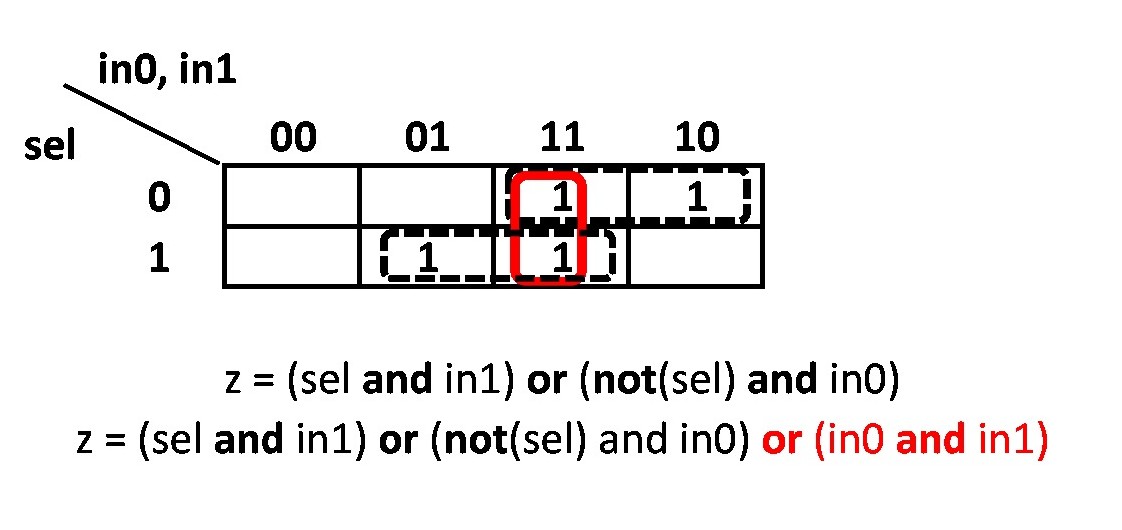 in0, in1
sel
00 01 11 10
0 1 1
1 1 1
z = (sel and in1) or (not(sel) and in0)
z = (sel and in1) or (not(sel) and in0) or (in0 and in1)